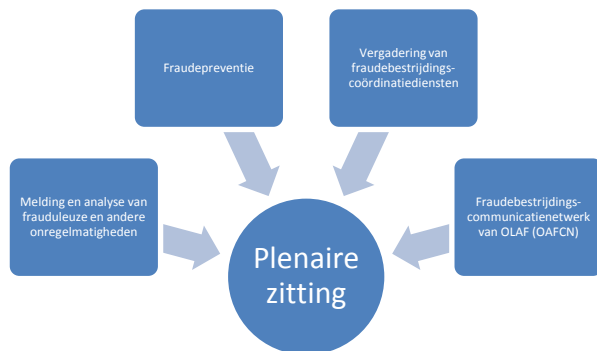 Fraudepreventie
Vergadering van
fraudebestrijdings-
coördinatiediensten
Melding en analyse van
frauduleuze en andere
onregelmatigheden
Fraudebestrijdings-
communicatienetwerk
van OLAF (OAFCN)
Plenaire
zitting